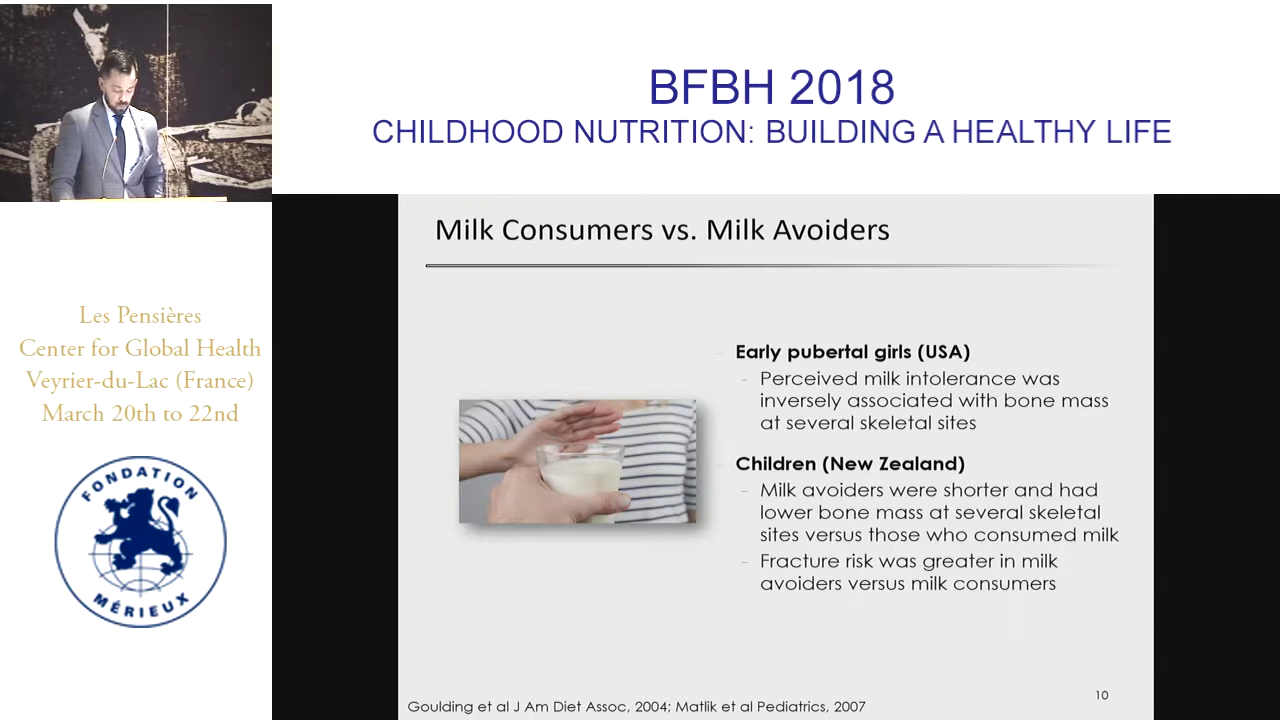 BFBH 2018
CHILDHOOD NUTRITION: BUILDING A HEALTHY LIFE
Les Pensières
Center for Global Health
Veyrier-du-Lac (France)
March 20th to 22nd
FONDATION
MÉRIEUX
Milk Consumers vs. Milk Avoiders
- Early pubertal girls (USA)
- Perceived milk intolerance was
inversely associated with bone mass
at several skeletal sites
- Children (New Zealand)
- Milk avoiders were shorter and had
lower bone mass at several skeletal
sites versus those who consumed milk
- Fracture risk was greater in milk
avoiders versus milk consumers
10
Goulding et al J Am Diet Assoc, 2004; Matlik et al Pediatrics, 2007